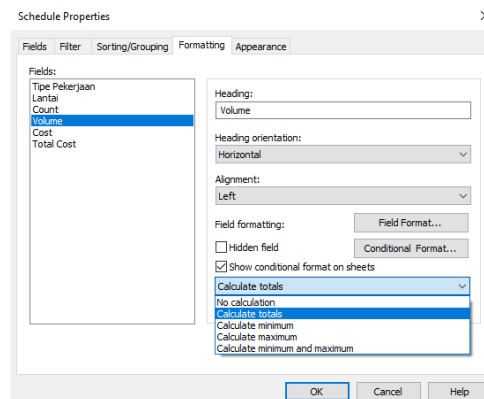 Schedule Properties
Fields Filter Sorting/Grouping Formatting Appearance
Fields:
Tipe Pekerjaan
Lantai
Count
Volume
Cost
Total Cost
Heading:
Volume
Heading orientation:
Horizontal
Alignment:
Left
Field formatting:
Field Format...
Hidden field
Conditional Format...
Show conditional format on sheets
Calculate totals
No calculation
Calculate totals
Calculate minimum
Calculate maximum
Calculate minimum and maximum
OK Cancel Help